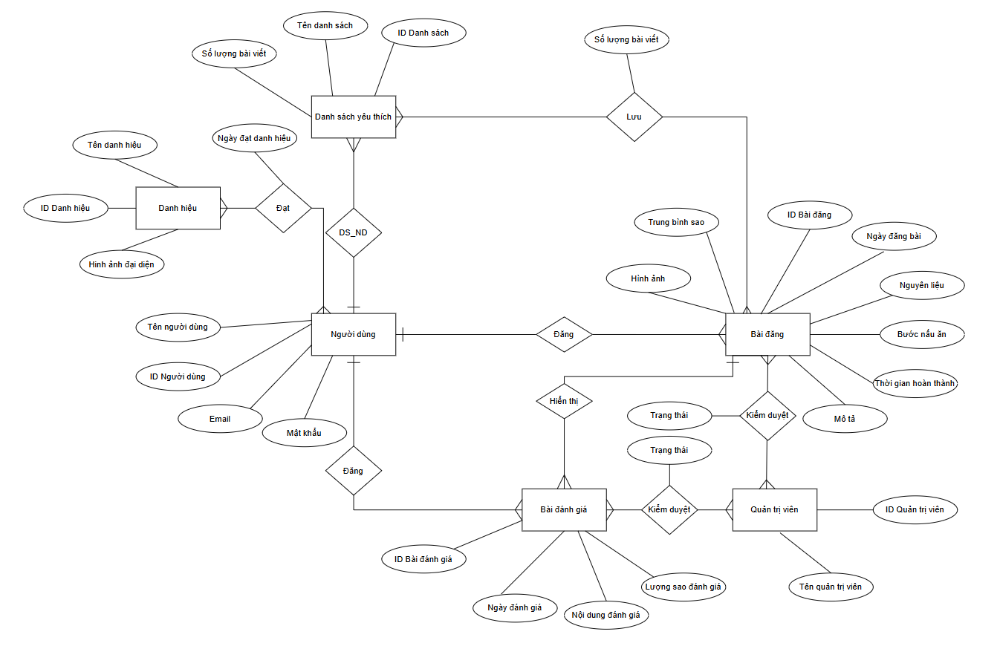 Tên danh sách
ID Danh sách
Số lượng bài viết
Số lượng bài viết
Danh sách yêu thích
Lưu
Ngày đạt danh hiệu
Tên danh hiệu
Danh hiệu
Đạt
ID Danh hiệu
Hình ảnh đại diện
DS_ND
Trung bình sao
ID Bài đăng
Ngày đăng bài
Hình ảnh
Nguyên liệu
Tên người dùng
Người dùng
Đăng
Bài đăng
Bước nấu ăn
ID Người dùng
Thời gian hoàn thành
Email
Mật khẩu
Hiển thị
Trạng thái
Kiểm duyệt
Mô tả
Trạng thái
Đăng
Bài đánh giá
Kiểm duyệt
Quản trị viên
ID Quản trị viên
ID Bài đánh giá
Lượng sao đánh giá
Tên quản trị viên
Ngày đánh giá
Nội dung đánh giá